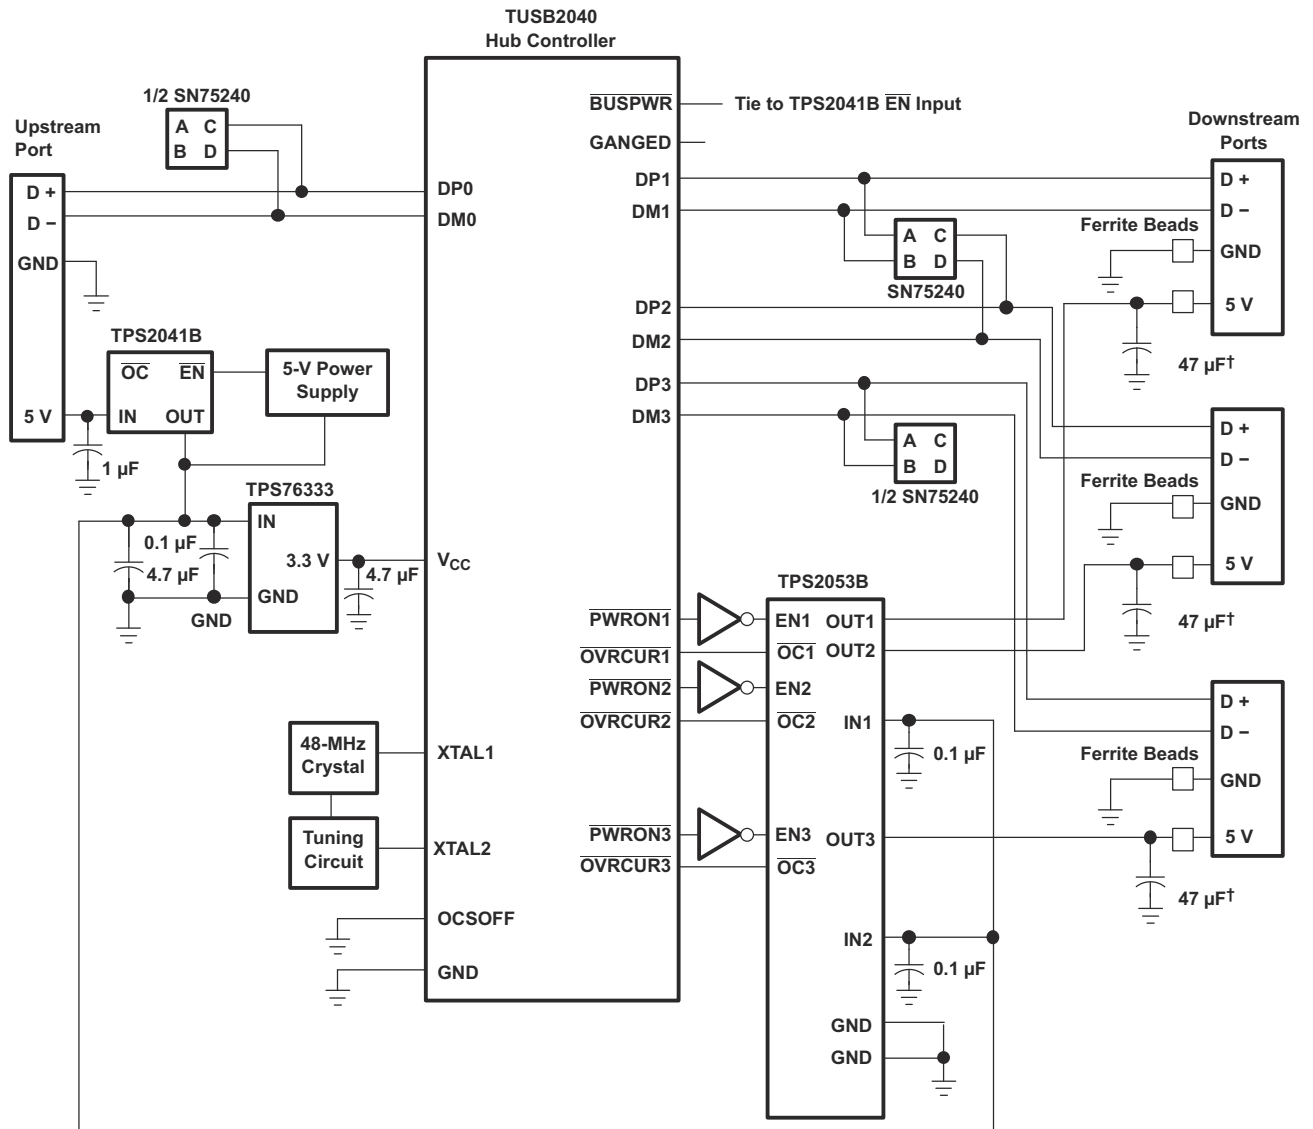 TUSB2040
Hub Controller
1/2 SN75240
A C
B D
Upstream
Port
D +
D −
GND
5 V
TPS2041B
OC EN
IN OUT
5-V Power
Supply
1 µF
TPS76333
IN
3.3 V
GND
0.1 µF
4.7 µF
GND
4.7 µF
48-MHz
Crystal
Tuning
Circuit
DP0
DM0
VCC
XTAL1
XTAL2
OCSOFF
GND
BUSPWR
Tie to TPS2041B EN Input
GANGED
DP1
DM1
DP2
DM2
DP3
DM3
PWRON1
OVRCUR1
PWRON2
OVRCUR2
PWRON3
OVRCUR3
A C
B D
SN75240
A C
B D
1/2 SN75240
TPS2053B
EN1 OUT1
OC1 OUT2
EN2
OC2 IN1
EN3 OUT3
OC3
IN2
GND
GND
0.1 µF
0.1 µF
Downstream
Ports
D +
D −
Ferrite Beads
GND
5 V
47 µF†
D +
D −
Ferrite Beads
GND
5 V
47 µF†
D +
D −
Ferrite Beads
GND
5 V
47 µF†